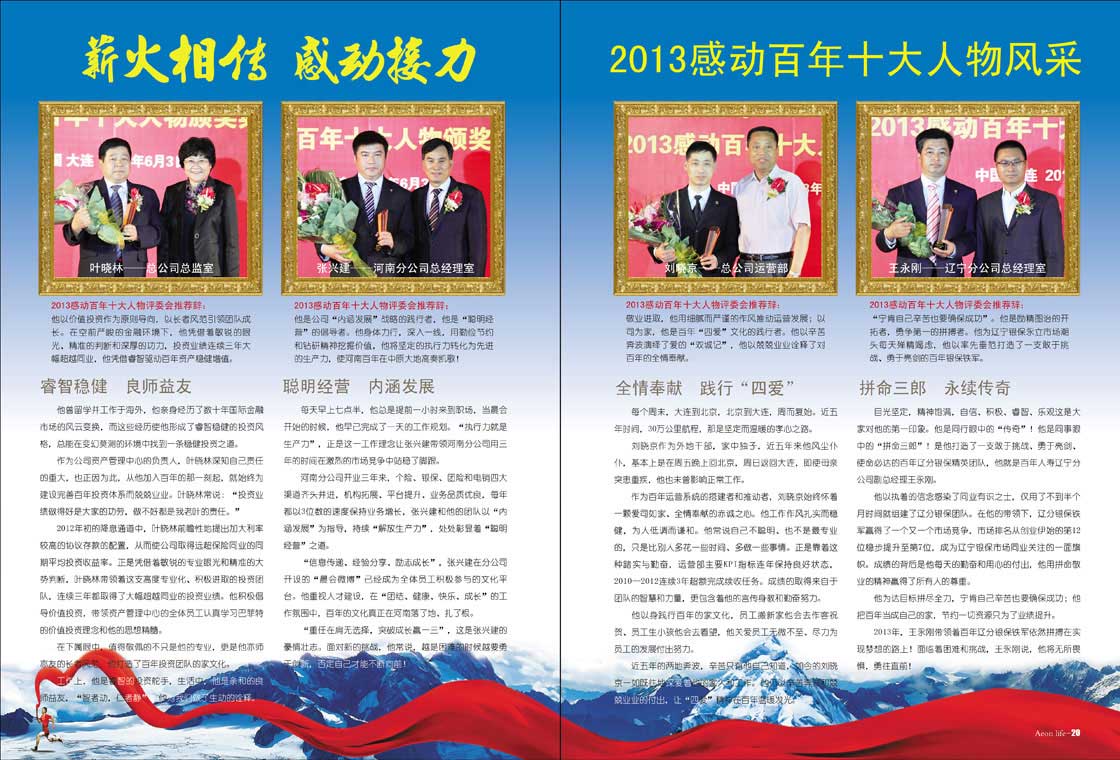 薪火相传 感动接力
2013感动百年十大人物风采
叶晓林——总公司总监室
2013感动百年十大人物评委会推荐辞：
他以价值投资作为原则导向，以长者风范引领团队成
长。在空前严峻的金融环境下，他凭借着敏锐的眼
光、精准的判断和深厚的功力，投资业绩连续三年大
幅超越同业，他凭借睿智驱动百年资产稳健增值。
睿智稳健 良师益友
他曾留学并工作于海外，他亲身经历了数十年国际金融
市场的风云变换，而这些经历使他形成了睿智稳健的投资风
格，总能在变幻莫测的环境中找到一条稳健投资之道。
作为公司资产管理中心的负责人，叶晓林深知自己责任
的重大，也正因为此，从他加入百年的那一刻起，就始终为
建设完善百年投资体系而兢兢业业。叶晓林常说：“投资业
绩做得好是大家的功劳，做不好都是我老叶的责任。”
2012年初的降息通道中，叶晓林前瞻性地提出加大利率
较高的协议存款的配置，从而使公司取得远超保险同业的同
期平均投资收益率。正是凭借着敏锐的专业眼光和精准的大
势判断，叶晓林带领着这支高度专业化、积极进取的投资团
队，连续三年都取得了大幅超越同业的投资业绩。他积极倡
导价值投资，带领资产管理中心的全体员工认真学习巴菲特
的价值投资理念和他的思想精髓。
在下属眼中，值得敬佩的不只是他的专业，更是他亦师
亦友的长者风范，他打造了百年投资团队的家文化。
工作上，他是睿智的投资舵手，生活中，他是亲和的良
师益友，“智者动，仁者静”，他为我们做了生动的诠释。
张兴建——河南分公司总经理室
2013感动百年十大人物评委会推荐辞：
他是公司“内涵发展”战略的践行者，他是“聪明经
营”的倡导者。他身体力行，深入一线，用勤俭节约
和钻研精神挖掘价值，他将坚定的执行力转化为先进
的生产力，使河南百年在中原大地高奏凯歌！
聪明经营 内涵发展
每天早上七点半，他总是提前一小时来到职场，当晨会
开始的时候，他早已完成了一天的工作规划。“执行力就是
生产力”，正是这一工作理念让张兴建带领河南分公司用三
年的时间在激烈的市场竞争中站稳了脚跟。
河南分公司开业三年来，个险、银保、团险和电销四大
渠道齐头并进，机构拓展、平台提升，业务品质优良，每年
都以3位数的速度保持业务增长，张兴建和他的团队以“内
涵发展”为指导，持续“解放生产力”，处处彰显着“聪明
经营”之道。
“信息传递，经验分享，励志成长”，张兴建在分公司
开设的“晨会微博”已经成为全体员工积极参与的文化平
台。他重视人才建设，在“团结、健康、快乐、成长”的工
作氛围中，百年的文化真正在河南落了地、扎了根。
“重任在肩无选择，突破成长赢一三”，这是张兴建的
豪情壮志。面对新的挑战，他常说，越是困难的时候越要勇
于创新，否定自己才能不断向前！
刘晓京——总公司运营部
2013感动百年十大人物评委会推荐辞：
敬业进取，他用细腻而严谨的作风推动运营发展；以
司为家，他是百年“四爱”文化的践行者。他以辛苦
奔波演绎了爱的“双城记”，他以兢兢业业诠释了对
百年的全情奉献。
全情奉献 践行“四爱”
每个周末，大连到北京，北京到大连，周而复始。近五
年时间，30万公里航程，那是坚定而温暖的孝心之路。
刘晓京作为外地干部，家中独子，近五年来他风尘仆
仆，基本上是在周五晚上回北京，周日返回大连，即使母亲
突患重疾，他也未曾影响正常工作。
作为百年运营系统的搭建者和推动者，刘晓京始终怀着
一颗爱司如家、全情奉献的赤诚之心。他工作作风扎实而稳
健，为人低调而谦和。他常说自己不聪明，也不是最专业
的，只是比别人多花一些时间、多做一些事情。正是靠着这
种踏实与勤奋，运营部主要KPI指标连年保持良好状态，
2010—2012连续3年超额完成续收任务。成绩的取得来自于
团队的智慧和力量，更包含着他的言传身教和勤奋努力。
他以身践行百年的家文化，员工搬新家他会去作客祝
贺、员工生小孩他会去看望，他关爱员工无微不至、尽力为
员工的发展付出努力。
近五年的两地奔波，辛苦只有他自己知道，如今的刘晓
业业的付出，让“四爱”精神在百年温暖发光。
王永刚——辽宁分公司总经理室
2013感动百年十大人物评委会推荐辞：
“宁肯自己辛苦也要确保成功”。他是励精图治的开
拓者，勇争第一的拼搏者。他为辽宁银保永立市场潮
头每天殚精竭虑，他以率先垂范打造了一支敢于挑
战、勇于亮剑的百年银保铁军。
拼命三郎 永续传奇
目光坚定，精神饱满，自信、积极、睿智、乐观这是大
家对他的第一印象。他是同行眼中的“传奇”！他是同事眼
中的“拼命三郎”！是他打造了一支敢于挑战、勇于亮剑，
使命必达的百年辽分银保精英团队，他就是百年人寿辽宁分
公司副总经理王永刚。
他以执着的信念感染了同业有识之士，仅用了不到半个
月时间就组建了辽分银保团队。在他的带领下，辽分银保铁
军赢得了一个又一个市场竞争，市场排名从创业伊始的第12
位稳步提升至第7位，成为辽宁银保市场同业关注的一面旗
帜。成绩的背后是他每天的勤奋和用心的付出，他用拼命敬
业的精神赢得了所有人的尊重。
他为达目标拼尽全力，宁肯自己辛苦也要确保成功；他
把百年当成自己的家，节约一切资源只为了业绩提升。
2013年，王永刚带领着百年辽分银保铁军依然拼搏在实
现梦想的路上！面临着困难和挑战，王永刚说，他将无所畏
惧，勇往直前！
Aeon life-20